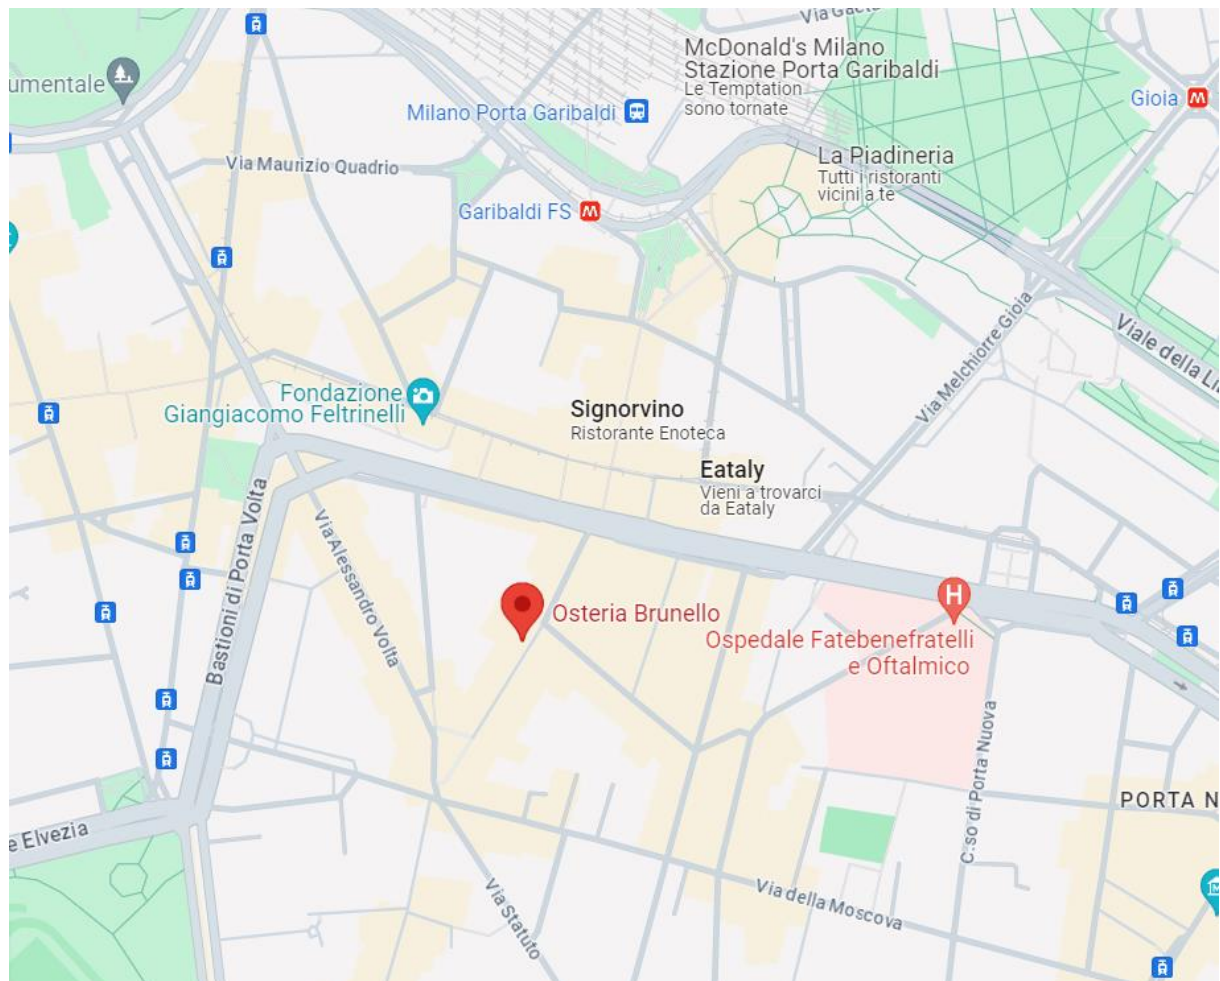 Via Gaeta
McDonald's Milano
Stazione Porta Garibaldi
Le Temptation
sono tornate
umentale
Gioia M
Milano Porta Garibaldi
Via Maurizio Quadrio
La Piadineria
Tutti i ristoranti
vicini a te
Garibaldi FS M
Via Melchiorre Gioia
Viale della Li
Fondazione
Giangiacomo Feltrinelli
Signorvino
Ristorante Enoteca
Eataly
Vieni a trovarci
da Eataly
Bastioni di Porta Volta
Via Alessandro Volta
H
Osteria Brunello
Ospedale Fatebenefratelli
e Oftalmico
C.so di Porta Nuova
PORTA N
e Elvezia
Via Statuto
Via della Moscova